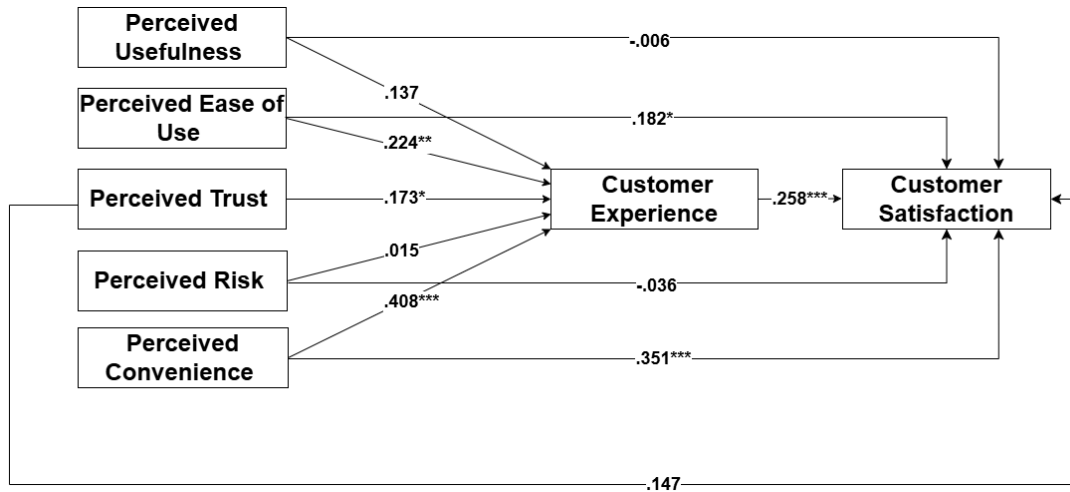 Perceived
Usefulness
-.006
.137
Perceived Ease of
Use
.182*
.224**
Perceived Trust
.173*
Customer
Experience
.258***
Customer
Satisfaction
Perceived Risk
.015
-.036
.408***
Perceived
Convenience
.351***
.147